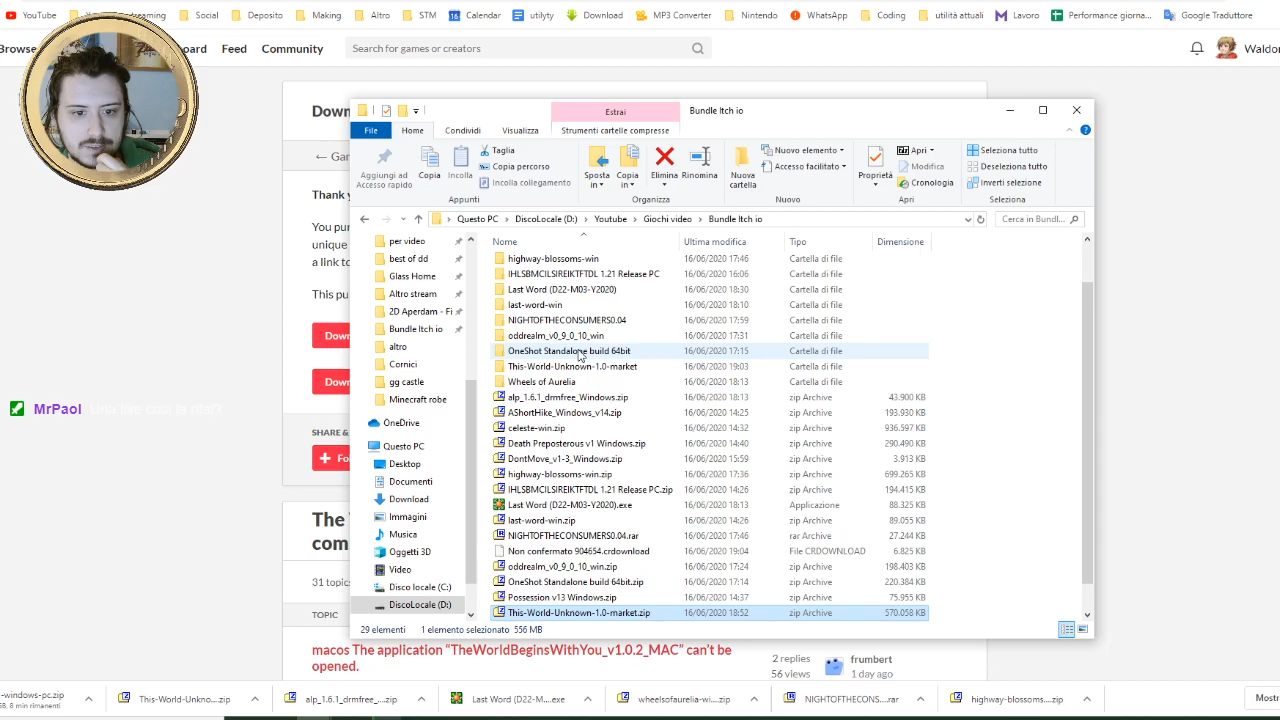 YouTube
Social
Deposito
Making
Altro
STM
16 Calendar
utility
Download
MP3 Converter
Nintendo
WhatsApp
Coding
utilità attuali
Lavoro
Performance giorna...
Google Traduttore
Feed
Community
Search for games or creators
Waldo
Estrai
Bundle Itch io
File
Home
Condividi
Visualizza
Strumenti cartelle compresse
Aggiungi ad
Accesso rapido
Copia
Incolla
Taglia
Copia percorso
Incolla collegamento
Appunti
Sposta
in
Copia
in
Elimina
Rinomina
Organizza
Nuova
cartella
Nuovo elemento
Accesso facilitato
Nuovo
Proprietà
Apri
Modifica
Cronologia
Apri
Seleziona tutto
Deseleziona tutto
Inverti selezione
Seleziona
Questo PC > DiscoLocale (D:) > Youtube > Giochi video > Bundle Itch io
Cerca in Bundl...
Nome Ultima modifica Tipo Dimensione
per video
best of dd
Glass Home
Altro stream
2D Aperdam - Fi
Bundle Itch io
altro
Cornici
gg castle
Minecraft robe
OneDrive
Questo PC
Desktop
Documenti
Download
Immagini
Musica
Oggetti 3D
Video
Disco locale (C:)
DiscoLocale (D:)
highway-blossoms-win 16/06/2020 17:46 Cartella di file
IHLSBMCILSIREIKTFTDL 1.21 Release PC 16/06/2020 16:06 Cartella di file
Last Word (D22-M03-Y2020) 16/06/2020 18:30 Cartella di file
last-word-win 16/06/2020 18:10 Cartella di file
NIGHTOFTHECONSUMERS0.04 16/06/2020 17:59 Cartella di file
oddrealm_v0_9_0_10_win 16/06/2020 17:31 Cartella di file
OneShot Standalone build 64bit 16/06/2020 17:15 Cartella di file
This-World-Unknown-1.0-market 16/06/2020 19:03 Cartella di file
Wheels of Aurelia 16/06/2020 18:13 Cartella di file
alp_1.6.1_drmfree_Windows.zip 16/06/2020 18:13 zip Archive 43.900 KB
AShortHike_Windows_v14.zip 16/06/2020 14:25 zip Archive 193.930 KB
celeste-win.zip 16/06/2020 14:32 zip Archive 936.597 KB
Death Preposterous v1 Windows.zip 16/06/2020 14:40 zip Archive 290.490 KB
DontMove_v1-3_Windows.zip 16/06/2020 15:59 zip Archive 3.913 KB
highway-blossoms-win.zip 16/06/2020 17:36 zip Archive 699.265 KB
IHLSBMCILSIREIKTFTDL 1.21 Release PC.zip 16/06/2020 14:26 zip Archive 194.415 KB
Last Word (D22-M03-Y2020).exe 16/06/2020 18:13 Applicazione 88.325 KB
last-word-win.zip 16/06/2020 14:26 zip Archive 89.055 KB
NIGHTOFTHECONSUMERS0.04.rar 16/06/2020 17:46 rar Archive 27.244 KB
Non confermato 904654.crdownload 16/06/2020 19:04 File CRDOWNLOAD 6.825 KB
oddrealm_v0_9_0_10_win.zip 16/06/2020 17:24 zip Archive 198.403 KB
OneShot Standalone build 64bit.zip 16/06/2020 17:14 zip Archive 220.384 KB
Possession v13 Windows.zip 16/06/2020 14:37 zip Archive 75.955 KB
This-World-Unknown-1.0-market.zip 16/06/2020 18:52 zip Archive 570.058 KB
29 elementi 1 elemento selezionato 556 MB
MrPaol
SHARE &
31 topics
TOPIC
macos The application “TheWorldBeginsWithYou_v1.0.2_MAC” can’t be
opened.
2 replies
56 views
frumbert
1 day ago
-windows-pc.zip
8 min rimanenti
This-World-Unkno....zip
alp_1.6.1_drmfree_...zip
Last Word (D22-M....exe
wheelsofaurelia-wi....zip
NIGHTOFTHECONS....rar
highway-blossoms....zip